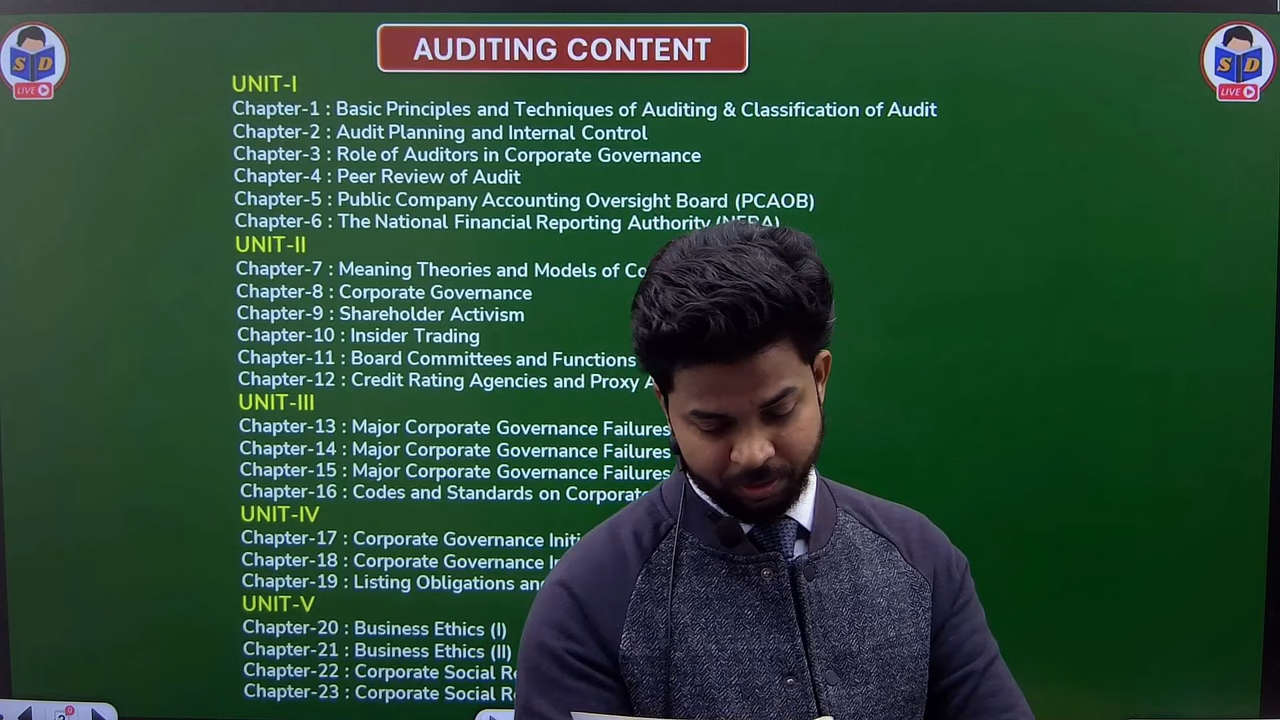 AUDITING CONTENT
UNIT-I
Chapter-1 : Basic Principles and Techniques of Auditing & Classification of Audit
Chapter-2 : Audit Planning and Internal Control
Chapter-3 : Role of Auditors in Corporate Governance
Chapter-4 : Peer Review of Audit
Chapter-5 : Public Company Accounting Oversight Board (PCAOB)
Chapter-6 : The National Financial Reporting Authority (NFRA)
UNIT-II
Chapter-7 : Meaning Theories and Models of
Chapter-8 : Corporate Governance
Chapter-9 : Shareholder Activism
Chapter-10 : Insider Trading
Chapter-11 : Board Committees and Functions
Chapter-12 : Credit Rating Agencies and Proxy
UNIT-III
Chapter-13 : Major Corporate Governance Failures
Chapter-14 : Major Corporate Governance Failures
Chapter-15 : Major Corporate Governance Failures
Chapter-16 : Codes and Standards on Corporate
UNIT-IV
Chapter-17 : Corporate Governance
Chapter-18 : Corporate Governance
Chapter-19 : Listing Obligations
UNIT-V
Chapter-20 : Business Ethics (I)
Chapter-21 : Business Ethics (II)
Chapter-22 : Corporate Social
Chapter-23 : Corporate Social
S D
LIVE
S D
LIVE